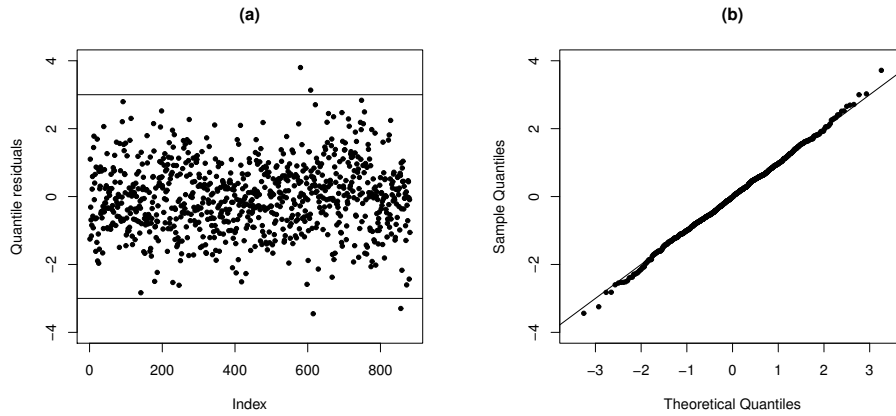 (a)
4
2
0
−2
−4
Quantile residuals
0 200 400 600 800
Index
(b)
4
2
0
−2
−4
Sample Quantiles
−3 −2 −1 0 1 2 3
Theoretical Quantiles